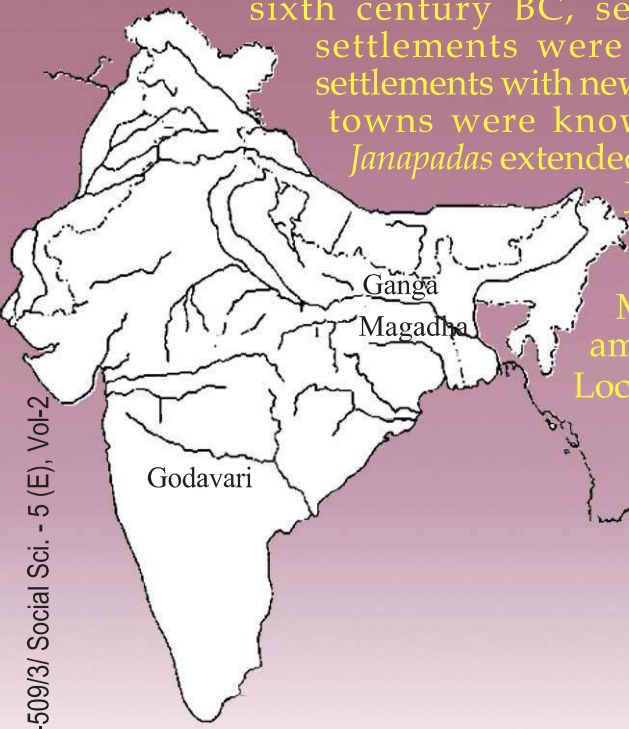 sixth century BC, se
settlements were
settlements with new
towns were know
Janapadas extended
M
am
Loc
Ganga
Magadha
Godavari
-509/3/ Social Sci. - 5 (E), Vol-2